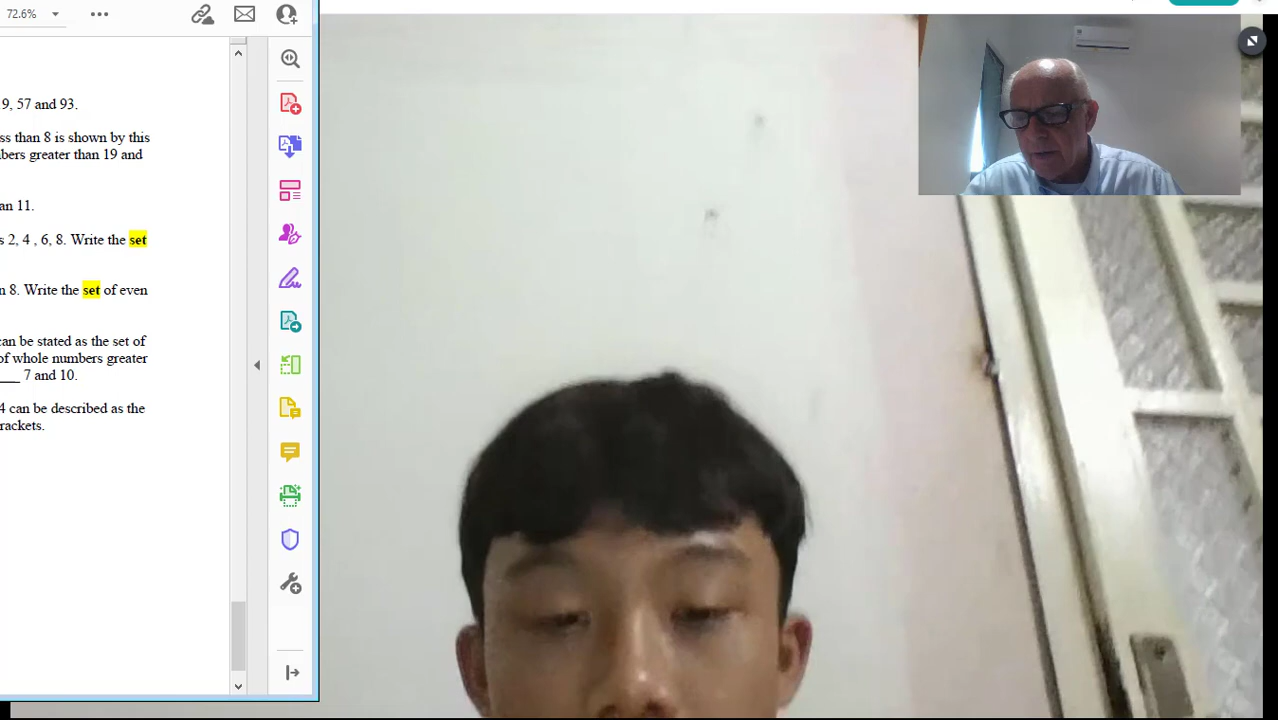 72.6%
9, 57 and 93.
ss than 8 is shown by this
bers greater than 19 and
an 11.
s 2, 4 , 6, 8. Write the set
n 8. Write the set of even
can be stated as the set of
of whole numbers greater
___ 7 and 10.
4 can be described as the
rackets.